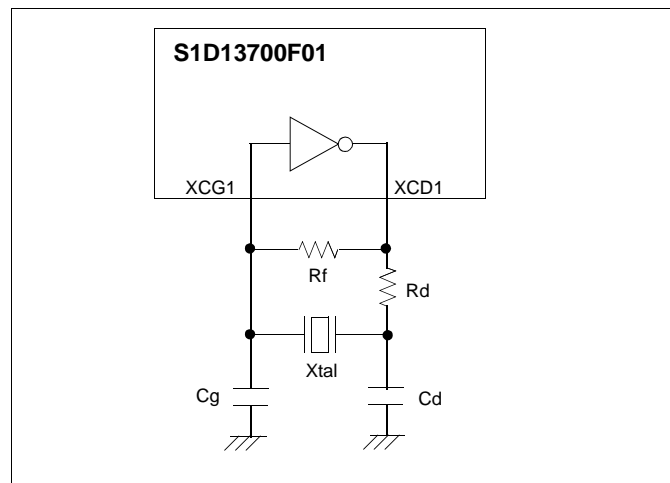 S1D13700F01
XCG1
XCD1
Rf
Rd
Xtal
Cg
Cd